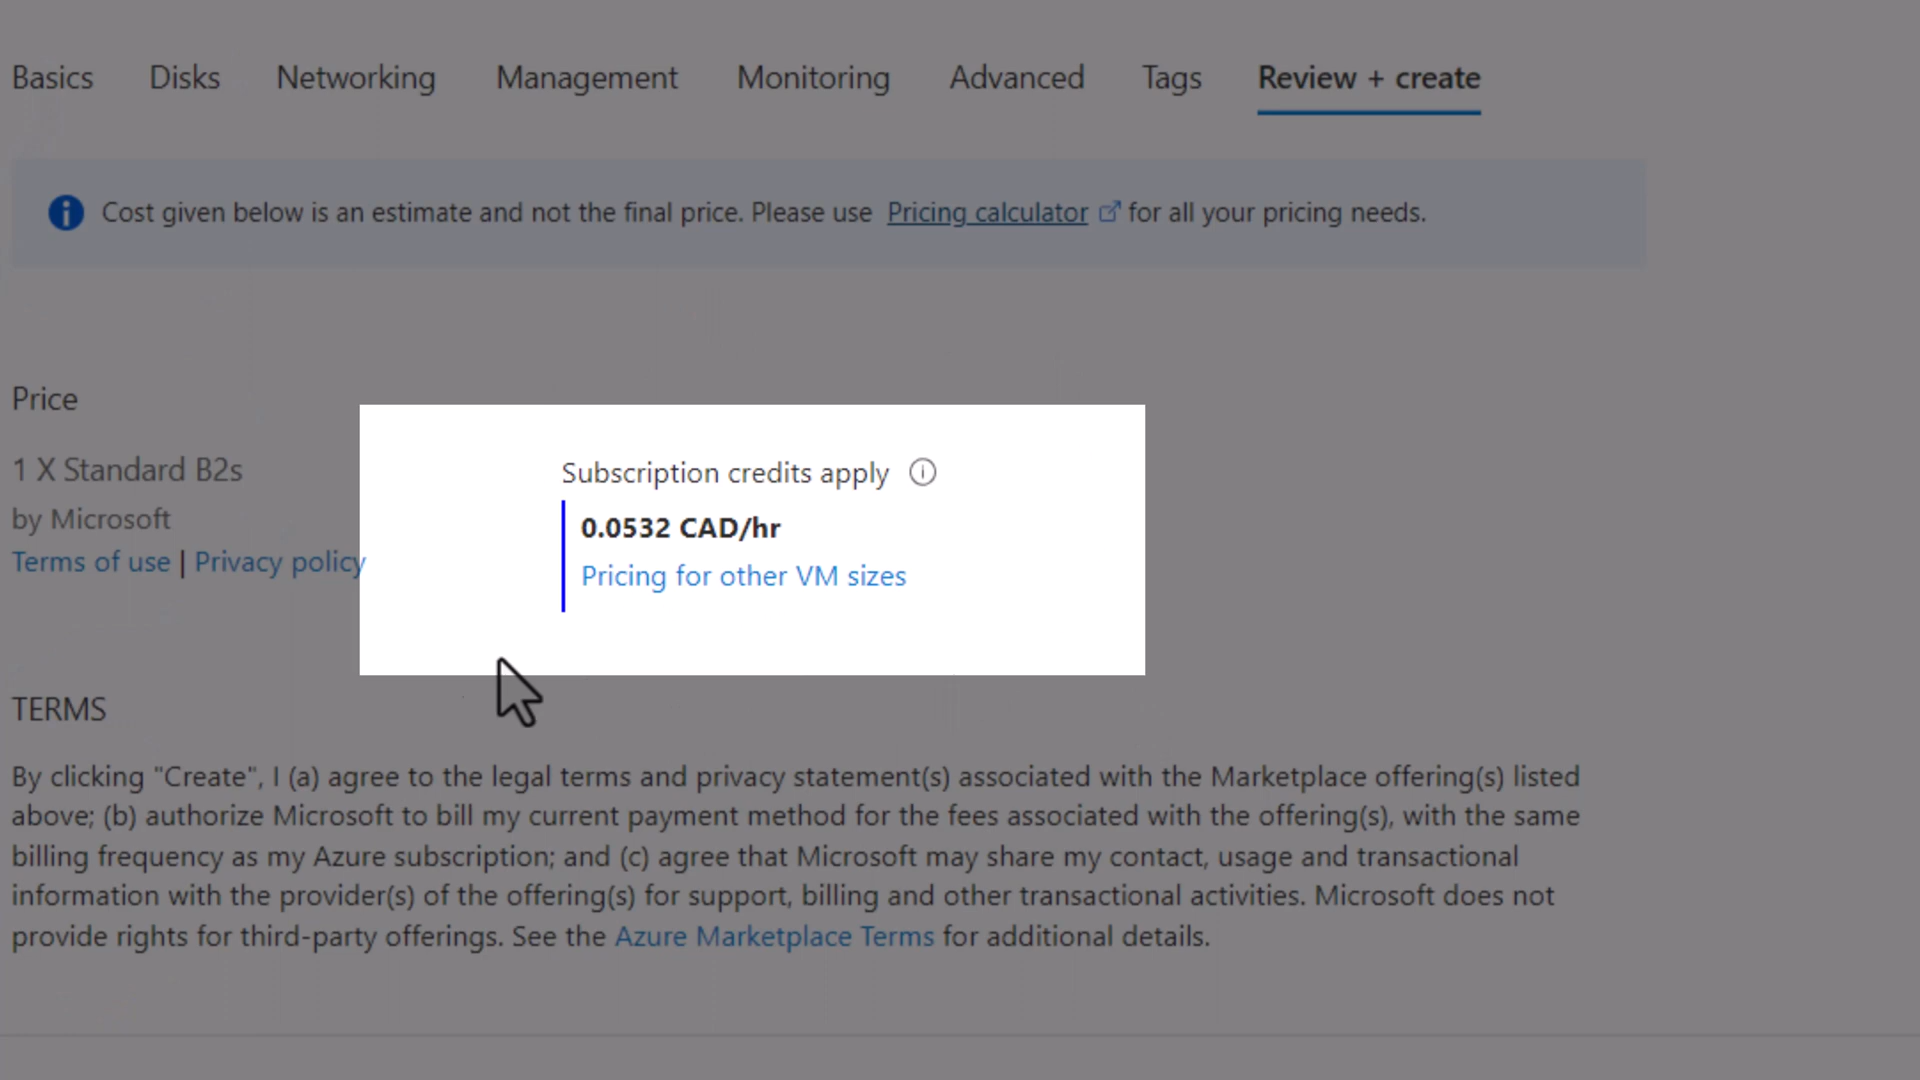 Basics Disks Networking Management Monitoring Advanced Tags Review + create
Cost given below is an estimate and not the final price. Please use Pricing calculator for all your pricing needs.
Price
1 X Standard B2s
by Microsoft
Terms of use | Privacy policy
Subscription credits apply
0.0532 CAD/hr
Pricing for other VM sizes
TERMS
By clicking "Create", I (a) agree to the legal terms and privacy statement(s) associated with the Marketplace offering(s) listed
above; (b) authorize Microsoft to bill my current payment method for the fees associated with the offering(s), with the same
billing frequency as my Azure subscription; and (c) agree that Microsoft may share my contact, usage and transactional
information with the provider(s) of the offering(s) for support, billing and other transactional activities. Microsoft does not
provide rights for third-party offerings. See the Azure Marketplace Terms for additional details.